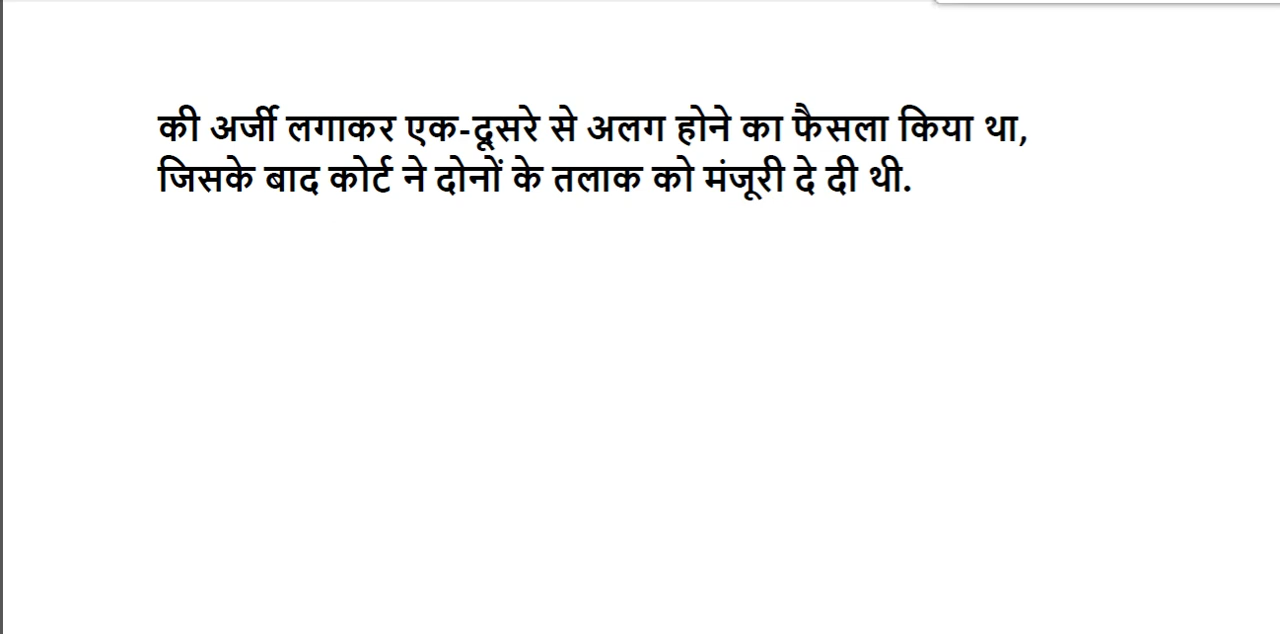 की अर्जी लगाकर एक-दूसरे से अलग होने का फैसला किया था,
जिसके बाद कोर्ट ने दोनों के तलाक को मंजूरी दे दी थी.